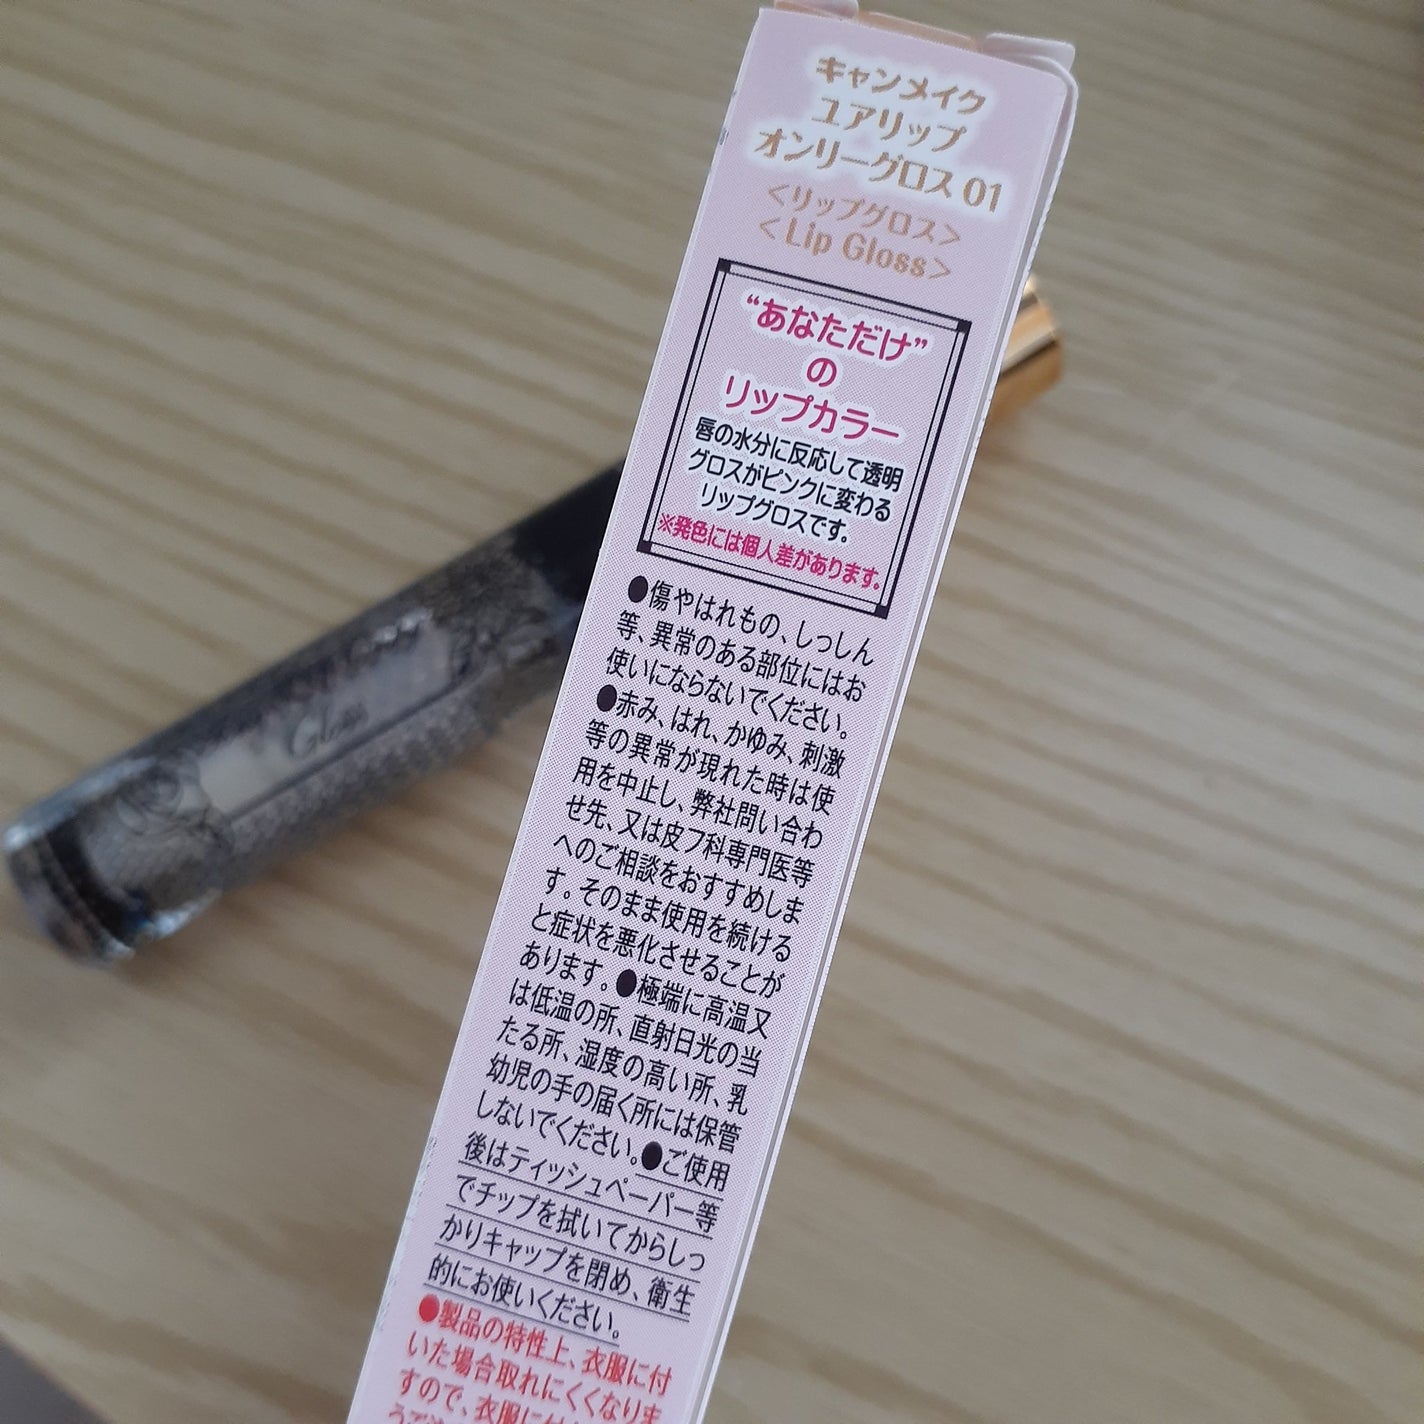 キャンメイク
ユアリップ
オンリーグロス 01
＜リップグロス＞
＜Lip Gloss＞
“あなただけ”
の
リップカラー
唇の水分に反応して透明
グロスがピンクに変わる
リップグロスです。
※発色には個人差があります。
●傷やはれもの、しっしん
等、異常のある部位にはお
使いにならないでください。
●赤み、はれ、かゆみ、刺激
等の異常が現れた時は使
用を中止し、弊社問い合わ
せ先、又は皮フ科専門医等
へのご相談をおすすめしま
す。そのまま使用を続ける
と症状を悪化させることが
あります。●極端に高温又
は低温の所、直射日光の当
たる所、湿度の高い所、乳
幼児の手の届く所には保管
しないでください。●ご使用
後はティッシュペーパー等
でチップを拭いてからしっ
かりキャップを閉め、衛生
的にお使いください。
●製品の特性上、衣服に付
いた場合取れにくくなりま
すので、衣服に付
Gloss